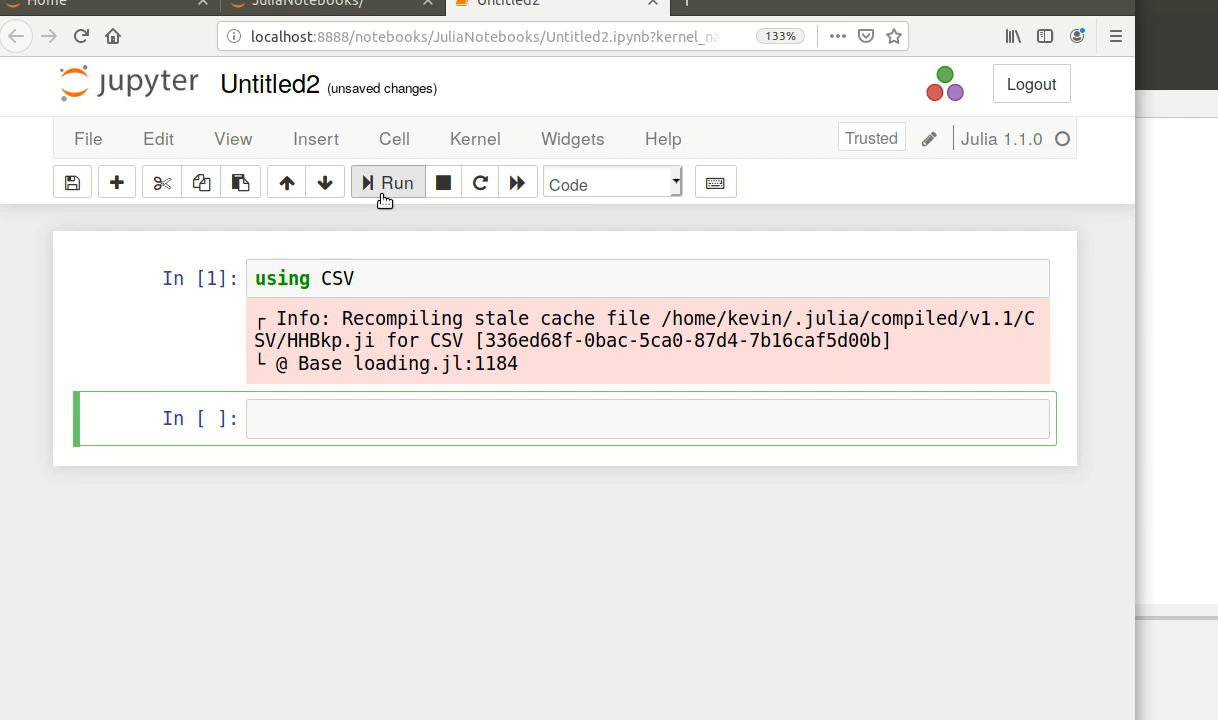 Home
JuliaNotebooks/
Untitled2
localhost:8888/notebooks/JuliaNotebooks/Untitled2.ipynb?kernel_na
133%
jupyter
Untitled2 (unsaved changes)
Logout
File Edit View Insert Cell Kernel Widgets Help
Trusted
Julia 1.1.0
Run
Code
In [1]: using CSV
┌ Info: Recompiling stale cache file /home/kevin/.julia/compiled/v1.1/C
SV/HHBkp.ji for CSV [336ed68f-0bac-5ca0-87d4-7b16caf5d00b]
└ @ Base loading.jl:1184
In [ ]: